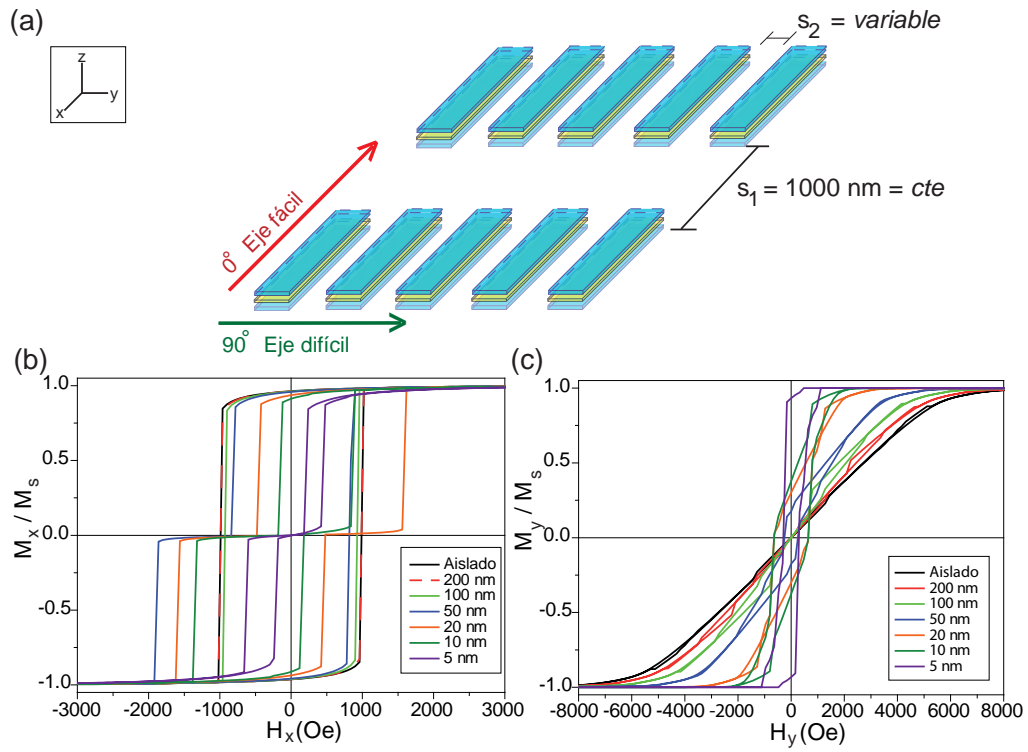 (a)
s2 = variable
z
y
x
s1 = 1000 nm = cte
0° Eje fácil
90° Eje difícil
(b)
(c)
1.0
0.5
0.0
-0.5
-1.0
Mx / Ms
Aislado
200 nm
100 nm
50 nm
20 nm
10 nm
5 nm
-3000 -2000 -1000 0 1000 2000 3000
Hx(Oe)
1.0
0.5
0.0
-0.5
-1.0
My / Ms
Aislado
200 nm
100 nm
50 nm
20 nm
10 nm
5 nm
-8000 -6000 -4000 -2000 0 2000 4000 6000 8000
Hy(Oe)